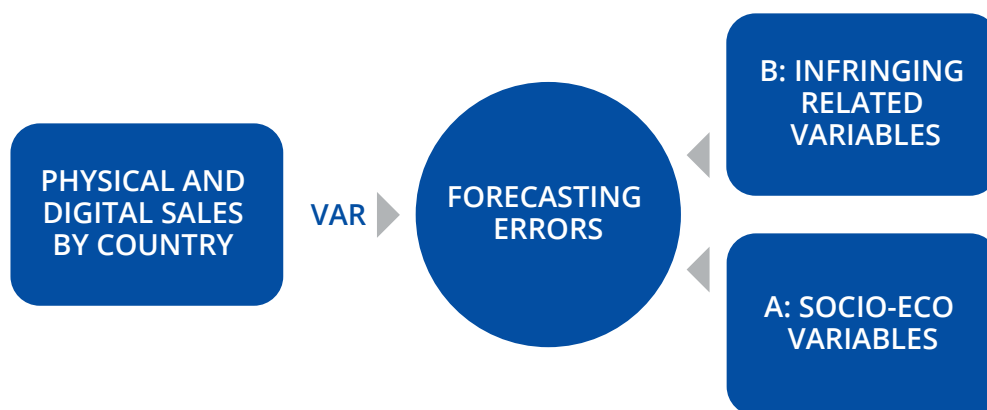 PHYSICAL AND
DIGITAL SALES
BY COUNTRY
VAR
FORECASTING
ERRORS
B: INFRINGING
RELATED
VARIABLES
A: SOCIO-ECO
VARIABLES